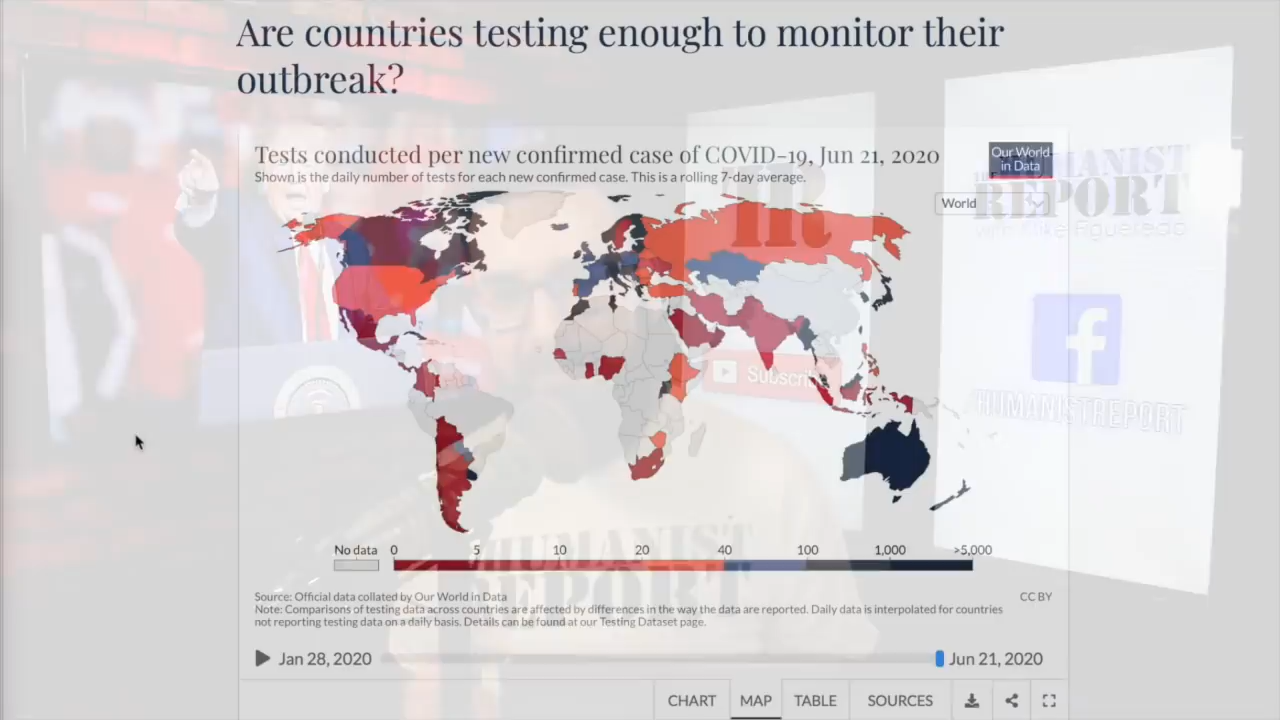 Are countries testing enough to monitor their
outbreak?
Tests conducted per new confirmed case of COVID-19, Jun 21, 2020
Our World
in Data
Shown is the daily number of tests for each new confirmed case. This is a rolling 7-day average.
World
REPORT
with Mike Figueredo
hr
Subscribe
f
/HUMANISTREPORT
HUMANIST
REPORT
No data 0 5 10 20 40 100 1,000 >5,000
Source: Official data collated by Our World in Data
CC BY
Note: Comparisons of testing data across countries are affected by differences in the way the data are reported. Daily data is interpolated for countries
not reporting testing data on a daily basis. Details can be found at our Testing Dataset page.
Jan 28, 2020
Jun 21, 2020
CHART MAP TABLE SOURCES